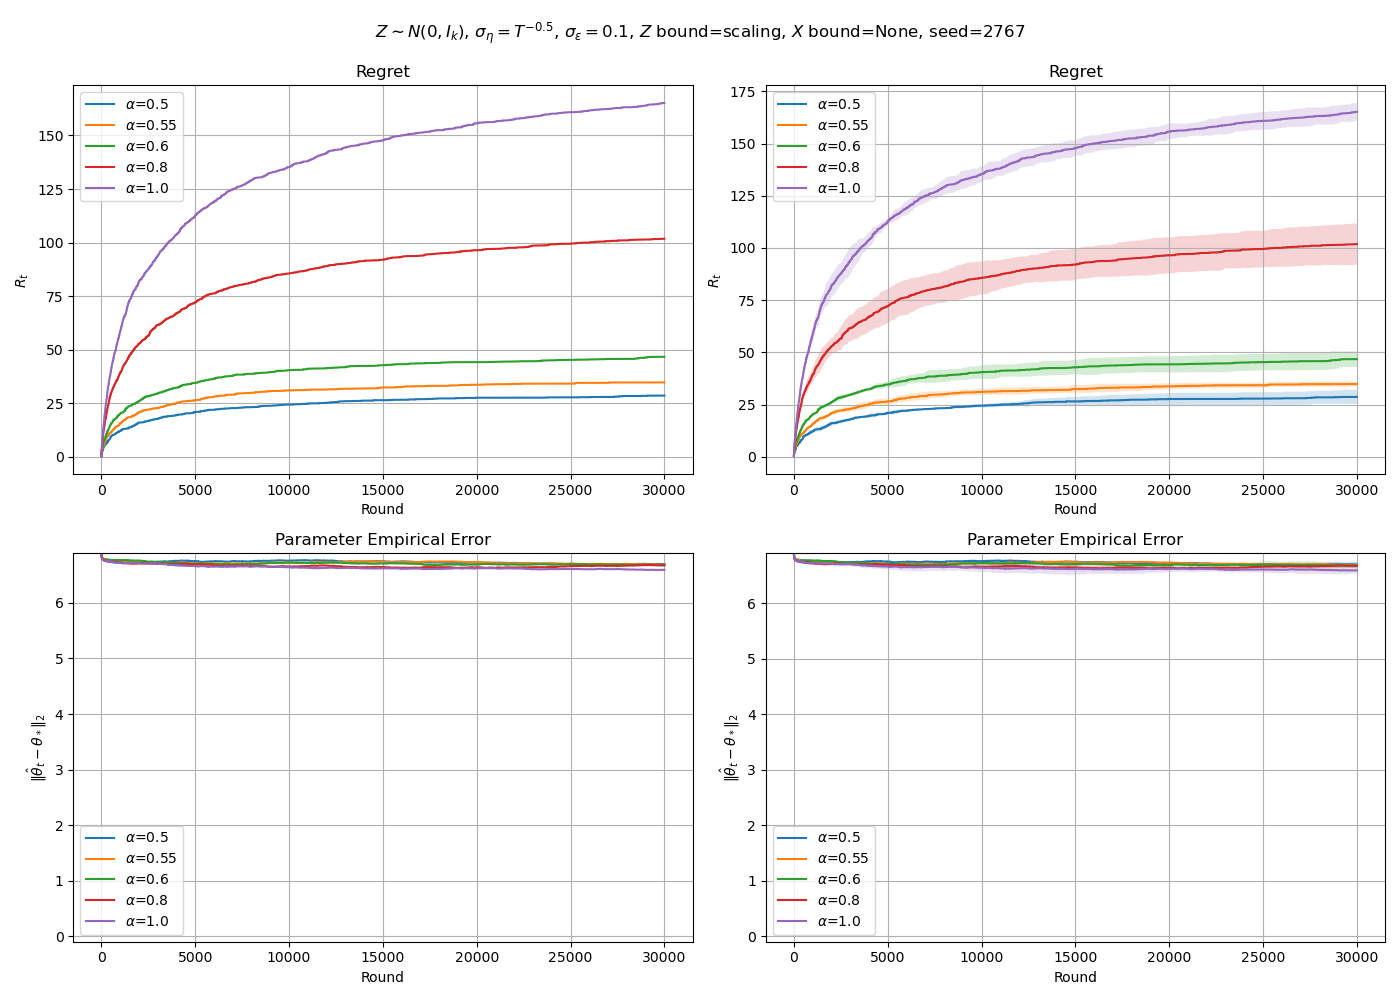 Z ∼ N(0, I_k), σ_η = T^{−0.5}, σ_ε = 0.1, Z bound=scaling, X bound=None, seed=2767
Regret
R_t
150
125
100
75
50
25
0
α=0.5
α=0.55
α=0.6
α=0.8
α=1.0
0 5000 10000 15000 20000 25000 30000
Round
Regret
R_t
175
150
125
100
75
50
25
0
α=0.5
α=0.55
α=0.6
α=0.8
α=1.0
0 5000 10000 15000 20000 25000 30000
Round
Parameter Empirical Error
‖θ̂_t − θ_*‖_2
6
5
4
3
2
1
0
α=0.5
α=0.55
α=0.6
α=0.8
α=1.0
0 5000 10000 15000 20000 25000 30000
Round
Parameter Empirical Error
‖θ̂_t − θ_*‖_2
6
5
4
3
2
1
0
α=0.5
α=0.55
α=0.6
α=0.8
α=1.0
0 5000 10000 15000 20000 25000 30000
Round